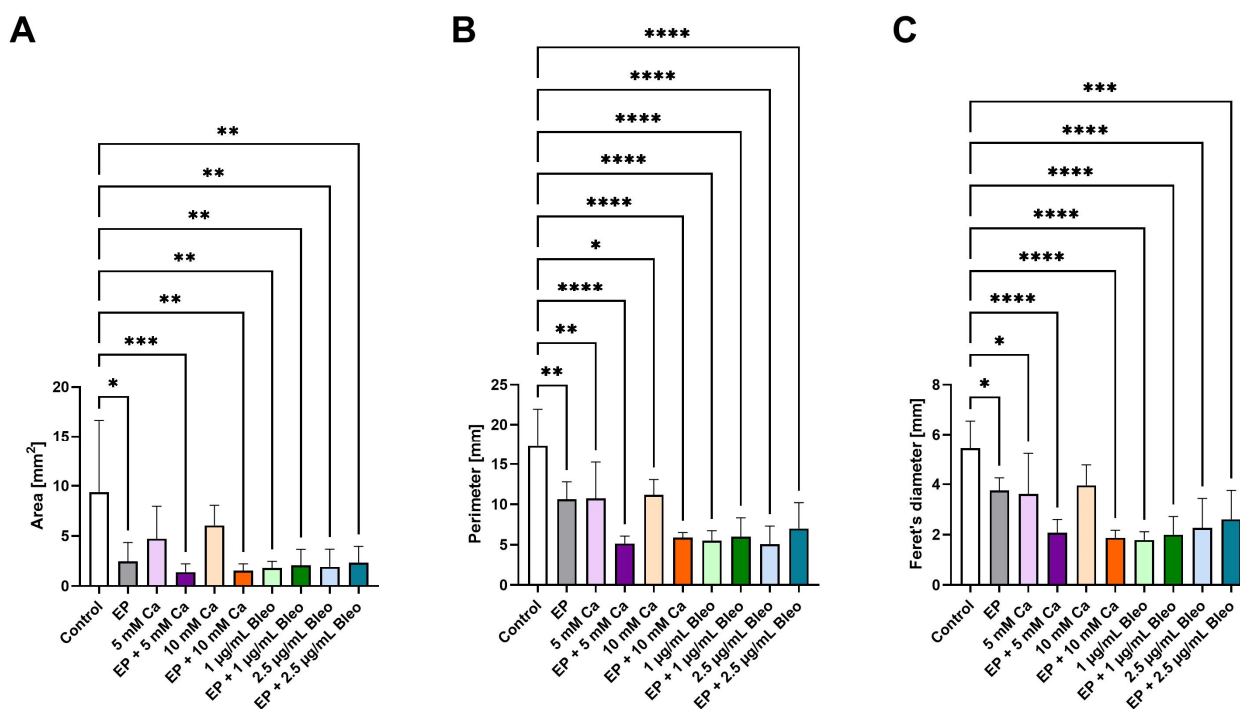 A
**
**
**
**
**
***
*
20
15
10
5
0
Area [mm²]
Control
EP
5 mM Ca
EP + 5 mM Ca
10 mM Ca
EP + 10 mM Ca
1 µg/mL Bleo
EP + 1 µg/mL Bleo
2.5 µg/mL Bleo
EP + 2.5 µg/mL Bleo
B
****
****
****
****
****
*
****
**
**
25
20
15
10
5
0
Perimeter [mm]
Control
EP
5 mM Ca
EP + 5 mM Ca
10 mM Ca
EP + 10 mM Ca
1 µg/mL Bleo
EP + 1 µg/mL Bleo
2.5 µg/mL Bleo
EP + 2.5 µg/mL Bleo
C
***
****
****
****
****
****
*
*
8
6
4
2
0
Feret's diameter [mm]
Control
EP
5 mM Ca
EP + 5 mM Ca
10 mM Ca
EP + 10 mM Ca
1 µg/mL Bleo
EP + 1 µg/mL Bleo
2.5 µg/mL Bleo
EP + 2.5 µg/mL Bleo